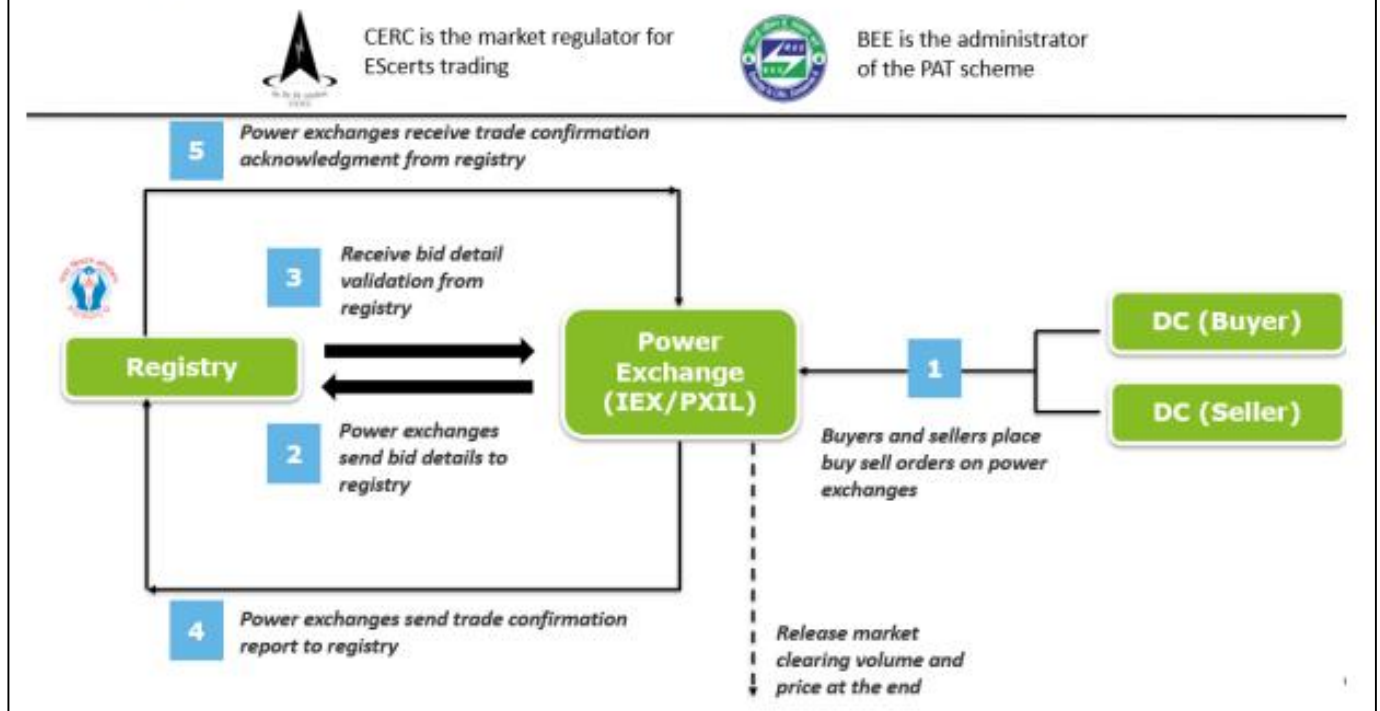 CERC is the market regulator for
EScerts trading
BEE is the administrator
of the PAT scheme
5
Power exchanges receive trade confirmation
acknowledgment from registry
3
Receive bid detail
validation from
registry
Registry
Power
Exchange
(IEX/PXIL)
1
DC (Buyer)
DC (Seller)
2
Power exchanges
send bid details to
registry
Buyers and sellers place
buy sell orders on power
exchanges
4
Power exchanges send trade confirmation
report to registry
Release market
clearing volume and
price at the end